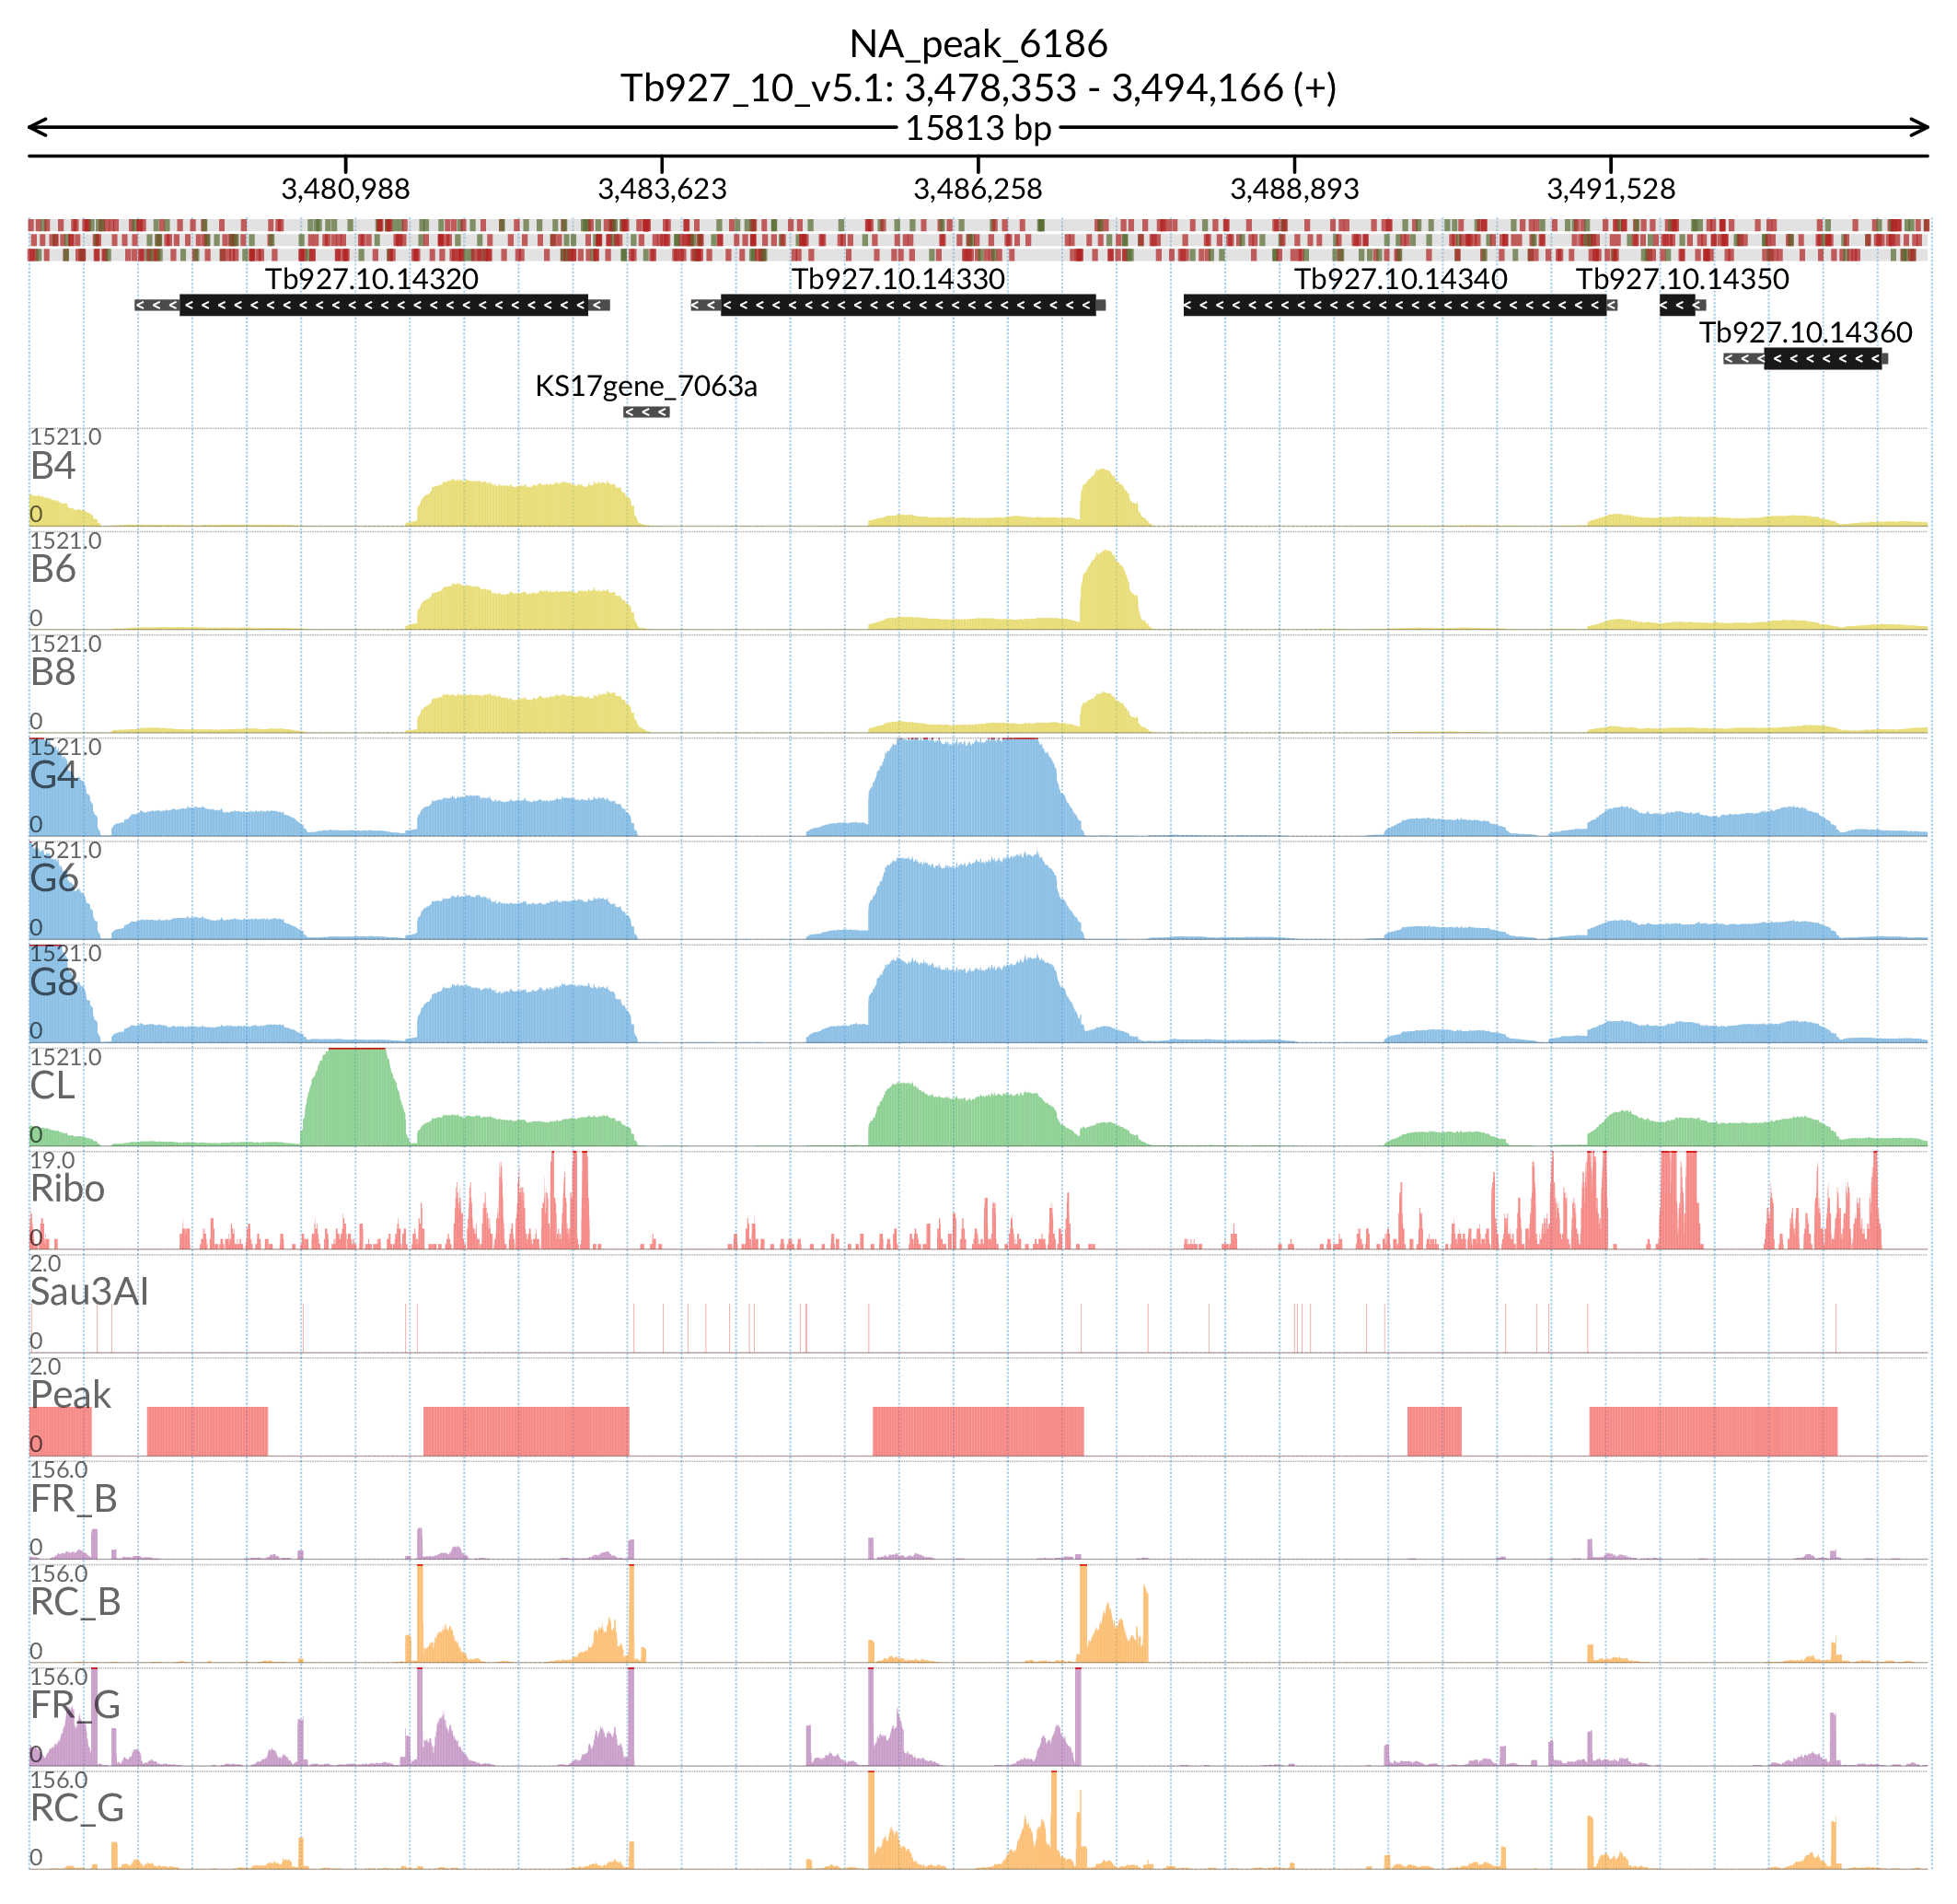 NA_peak_6186
Tb927_10_v5.1: 3,478,353 - 3,494,166 (+)
15813 bp
3,480,988 3,483,623 3,486,258 3,488,893 3,491,528
Tb927.10.14320 Tb927.10.14330 Tb927.10.14340 Tb927.10.14350
Tb927.10.14360
KS17gene_7063a
1521.0
B4
0
1521.0
B6
0
1521.0
B8
0
1521.0
G4
0
1521.0
G6
0
1521.0
G8
0
1521.0
CL
0
19.0
Ribo
0
2.0
Sau3AI
0
2.0
Peak
0
156.0
FR_B
0
156.0
RC_B
0
156.0
FR_G
0
156.0
RC_G
0